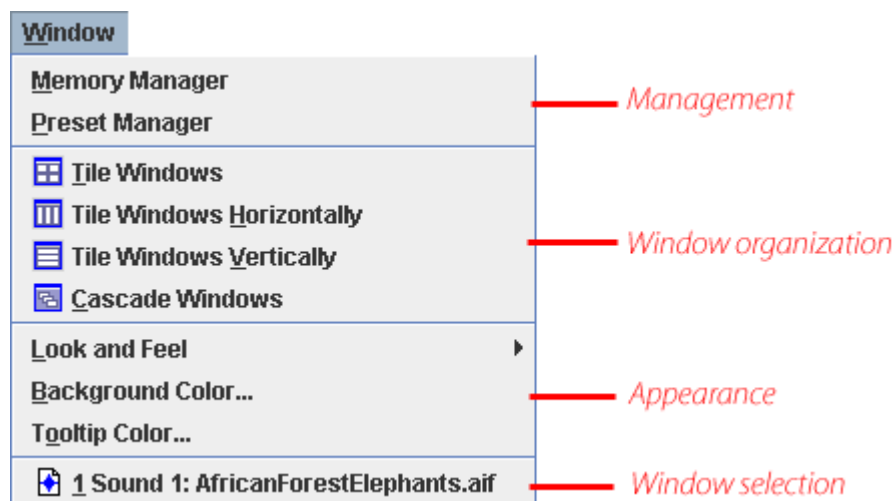 Window
Memory Manager
Management
Preset Manager
Tile Windows
Tile Windows Horizontally
Window organization
Tile Windows Vertically
Cascade Windows
Look and Feel
Background Color...
Appearance
Tooltip Color...
1 Sound 1: AfricanForestElephants.aif
Window selection